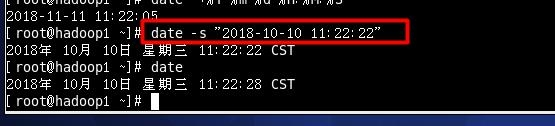 date "+%Y-%m-%d %H:%M:%S"
2018-11-11 11:22:05
[root@hadoop1 ~]# date -s "2018-10-10 11:22:22"
2018年 10月 10日 星期三 11:22:22 CST
[root@hadoop1 ~]# date
2018年 10月 10日 星期三 11:22:28 CST
[root@hadoop1 ~]#